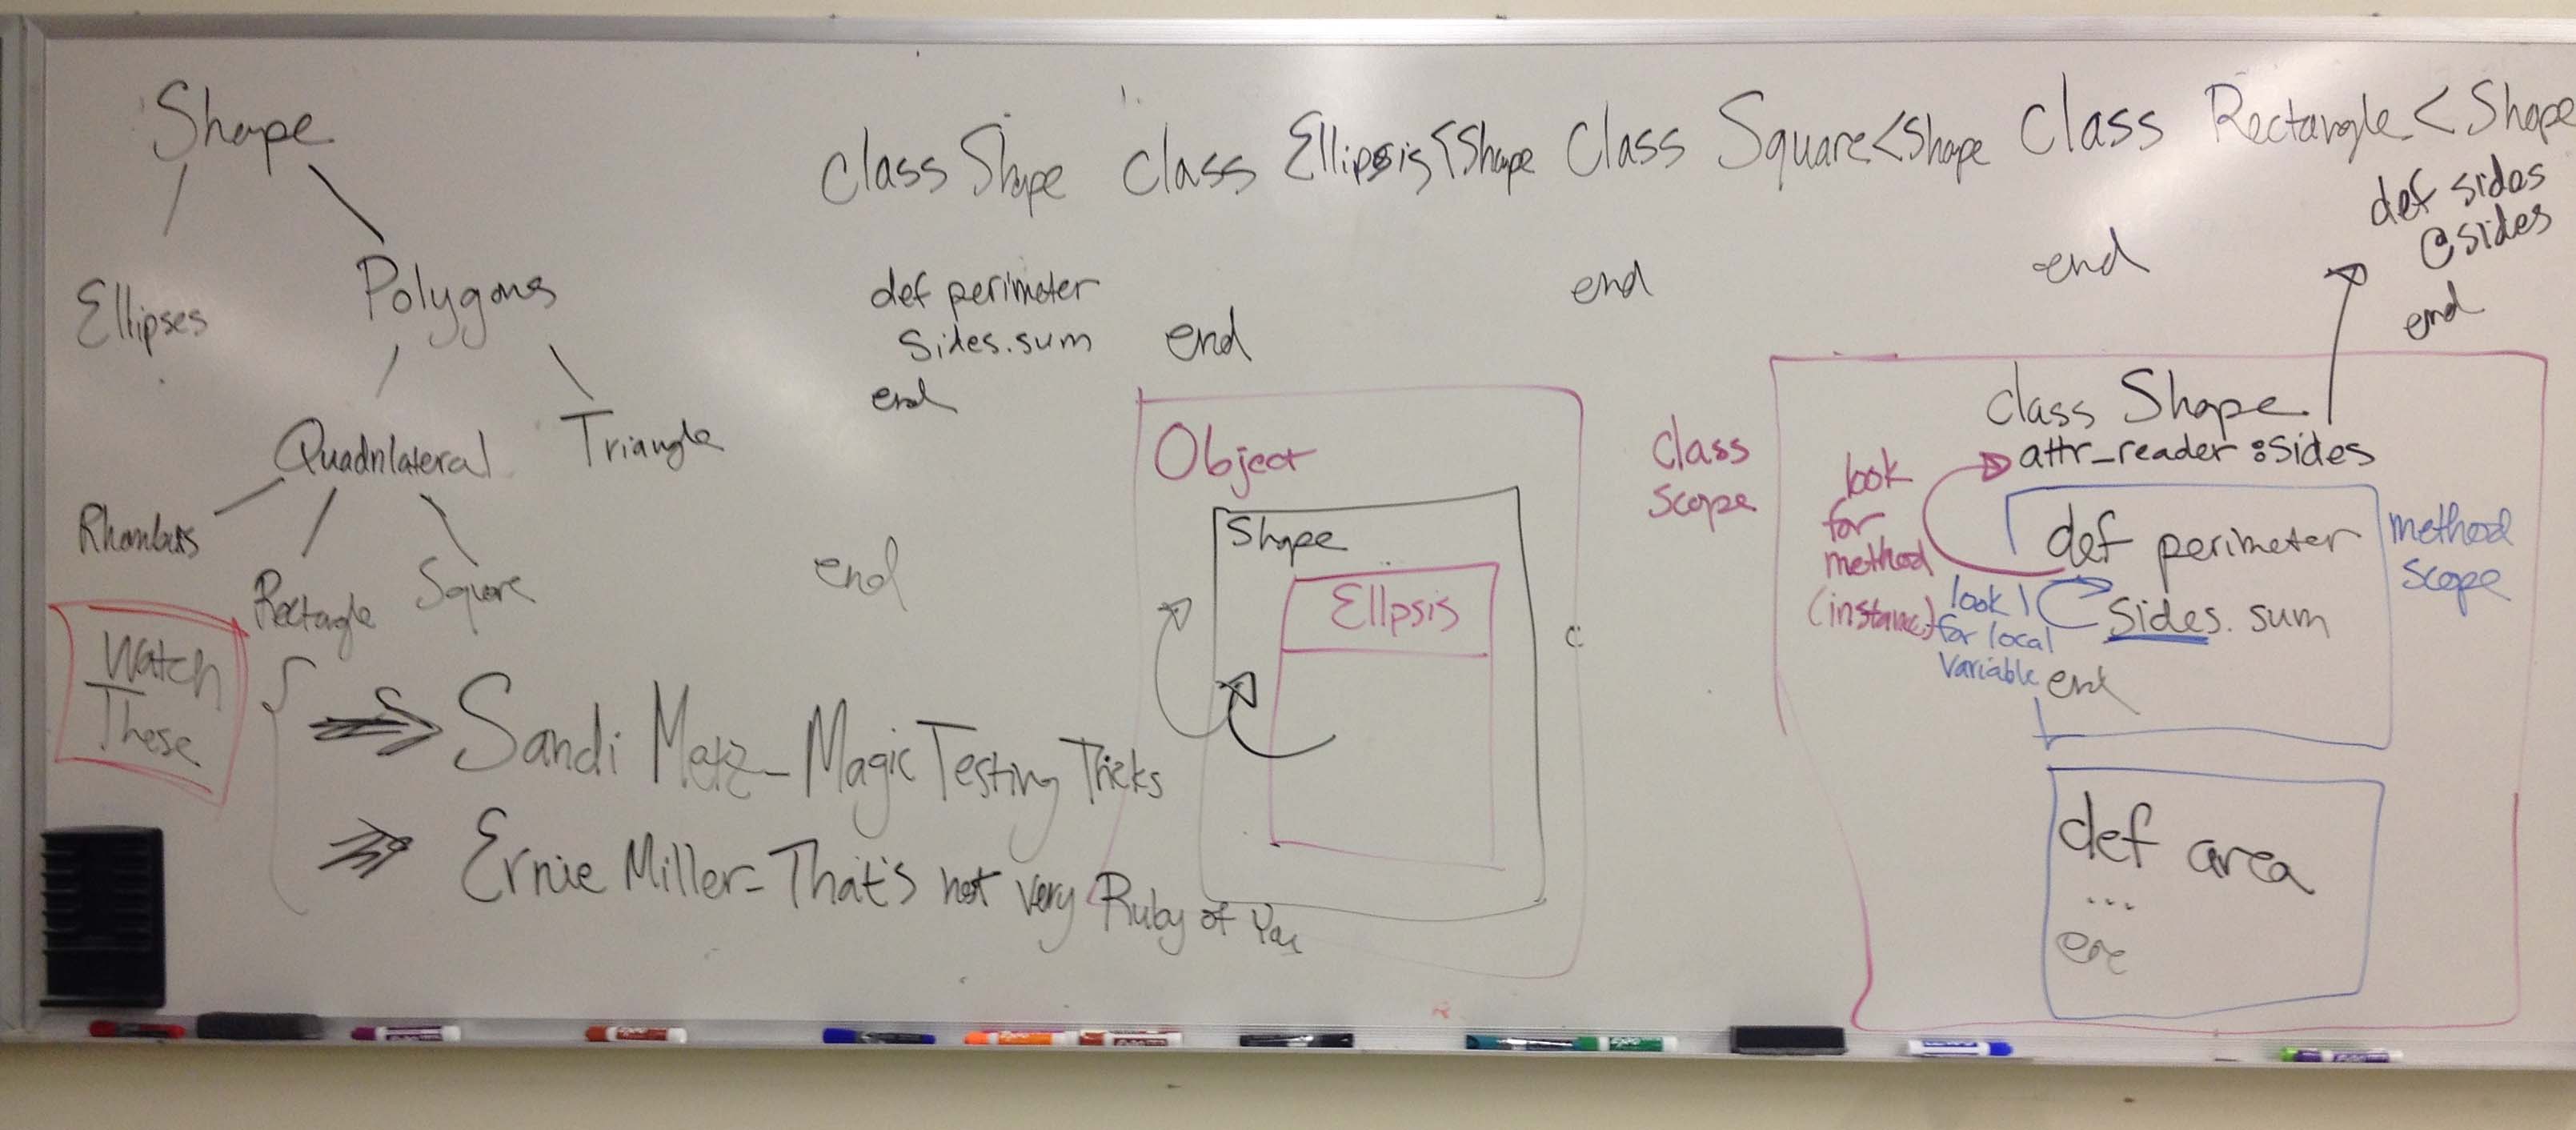 Shape
Ellipses
Polygons
Quadrilateral
Triangle
Rhombus
Rectagle
Square
Watch
These
Sandi Metz - Magic Testing Tricks
Ernie Miller - That's not very Ruby of You
class Shape
def perimeter
sides.sum
end
end
class Ellipsis < Shape
end
Class Square < Shape
end
Class Rectangle < Shape
end
def sides
@sides
end
Object
Shape
Ellpsis
class
scope
class Shape
attr_reader :sides
look
for
method
(instance)
def perimeter
look
for local
variable
sides. sum
end
method
scope
def area
...